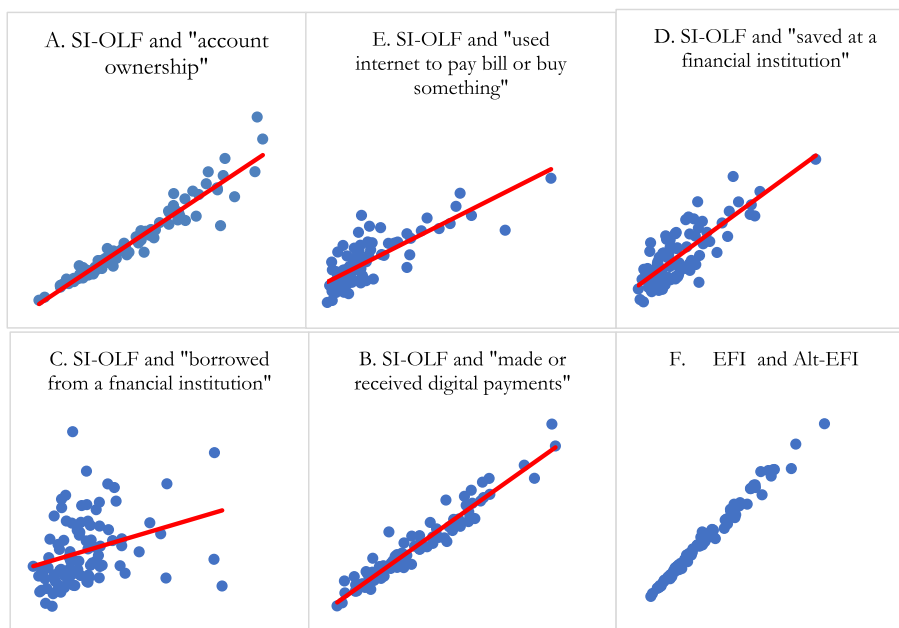 A. SI-OLF and "account
ownership"
E. SI-OLF and "used
internet to pay bill or buy
something"
D. SI-OLF and "saved at a
financial institution"
C. SI-OLF and "borrowed
from a fnancial institution"
B. SI-OLF and "made or
received digital payments"
F. EFI and Alt-EFI